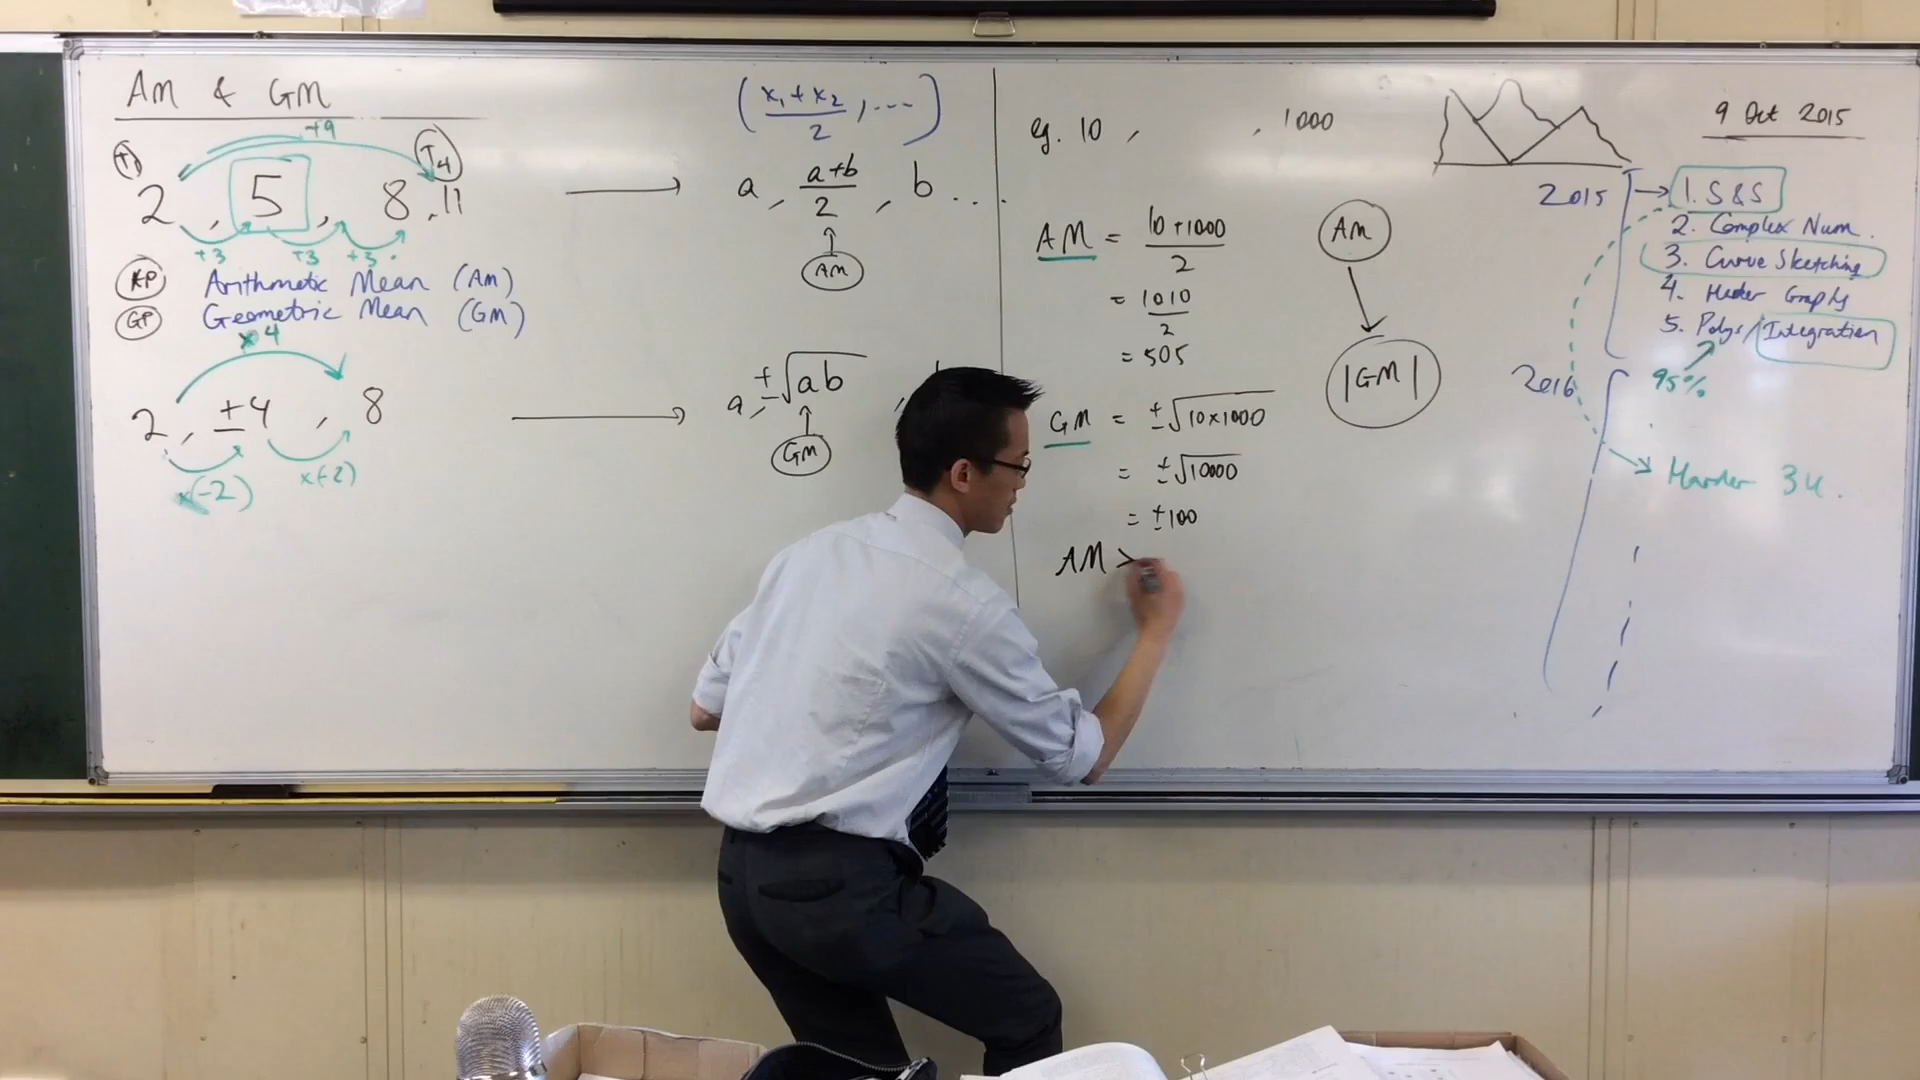 AM & GM
+9
T1
T4
2 , 5 , 8 , 11
+3 +3 +3
AP Arithmetic Mean (AM)
GP Geometric Mean (GM)
×4
2 , ±4 , 8
×(-2) ×(-2)
(x₁+x₂/2 , ....)
a , a+b/2 , b ...
AM
a, ±√ab ,
GM
eg. 10 , , 1000
AM = 10+1000/2
= 1010/2
= 505
GM = ±√10×1000
= ±√10000
= ±100
AM >
AM
|GM|
9 Oct 2015
2015
1. S&S
2. Complex Num.
3. Curve Sketching
4. Harder Graphs
5. Polys/Integration
95%
2016
Harder 3U.